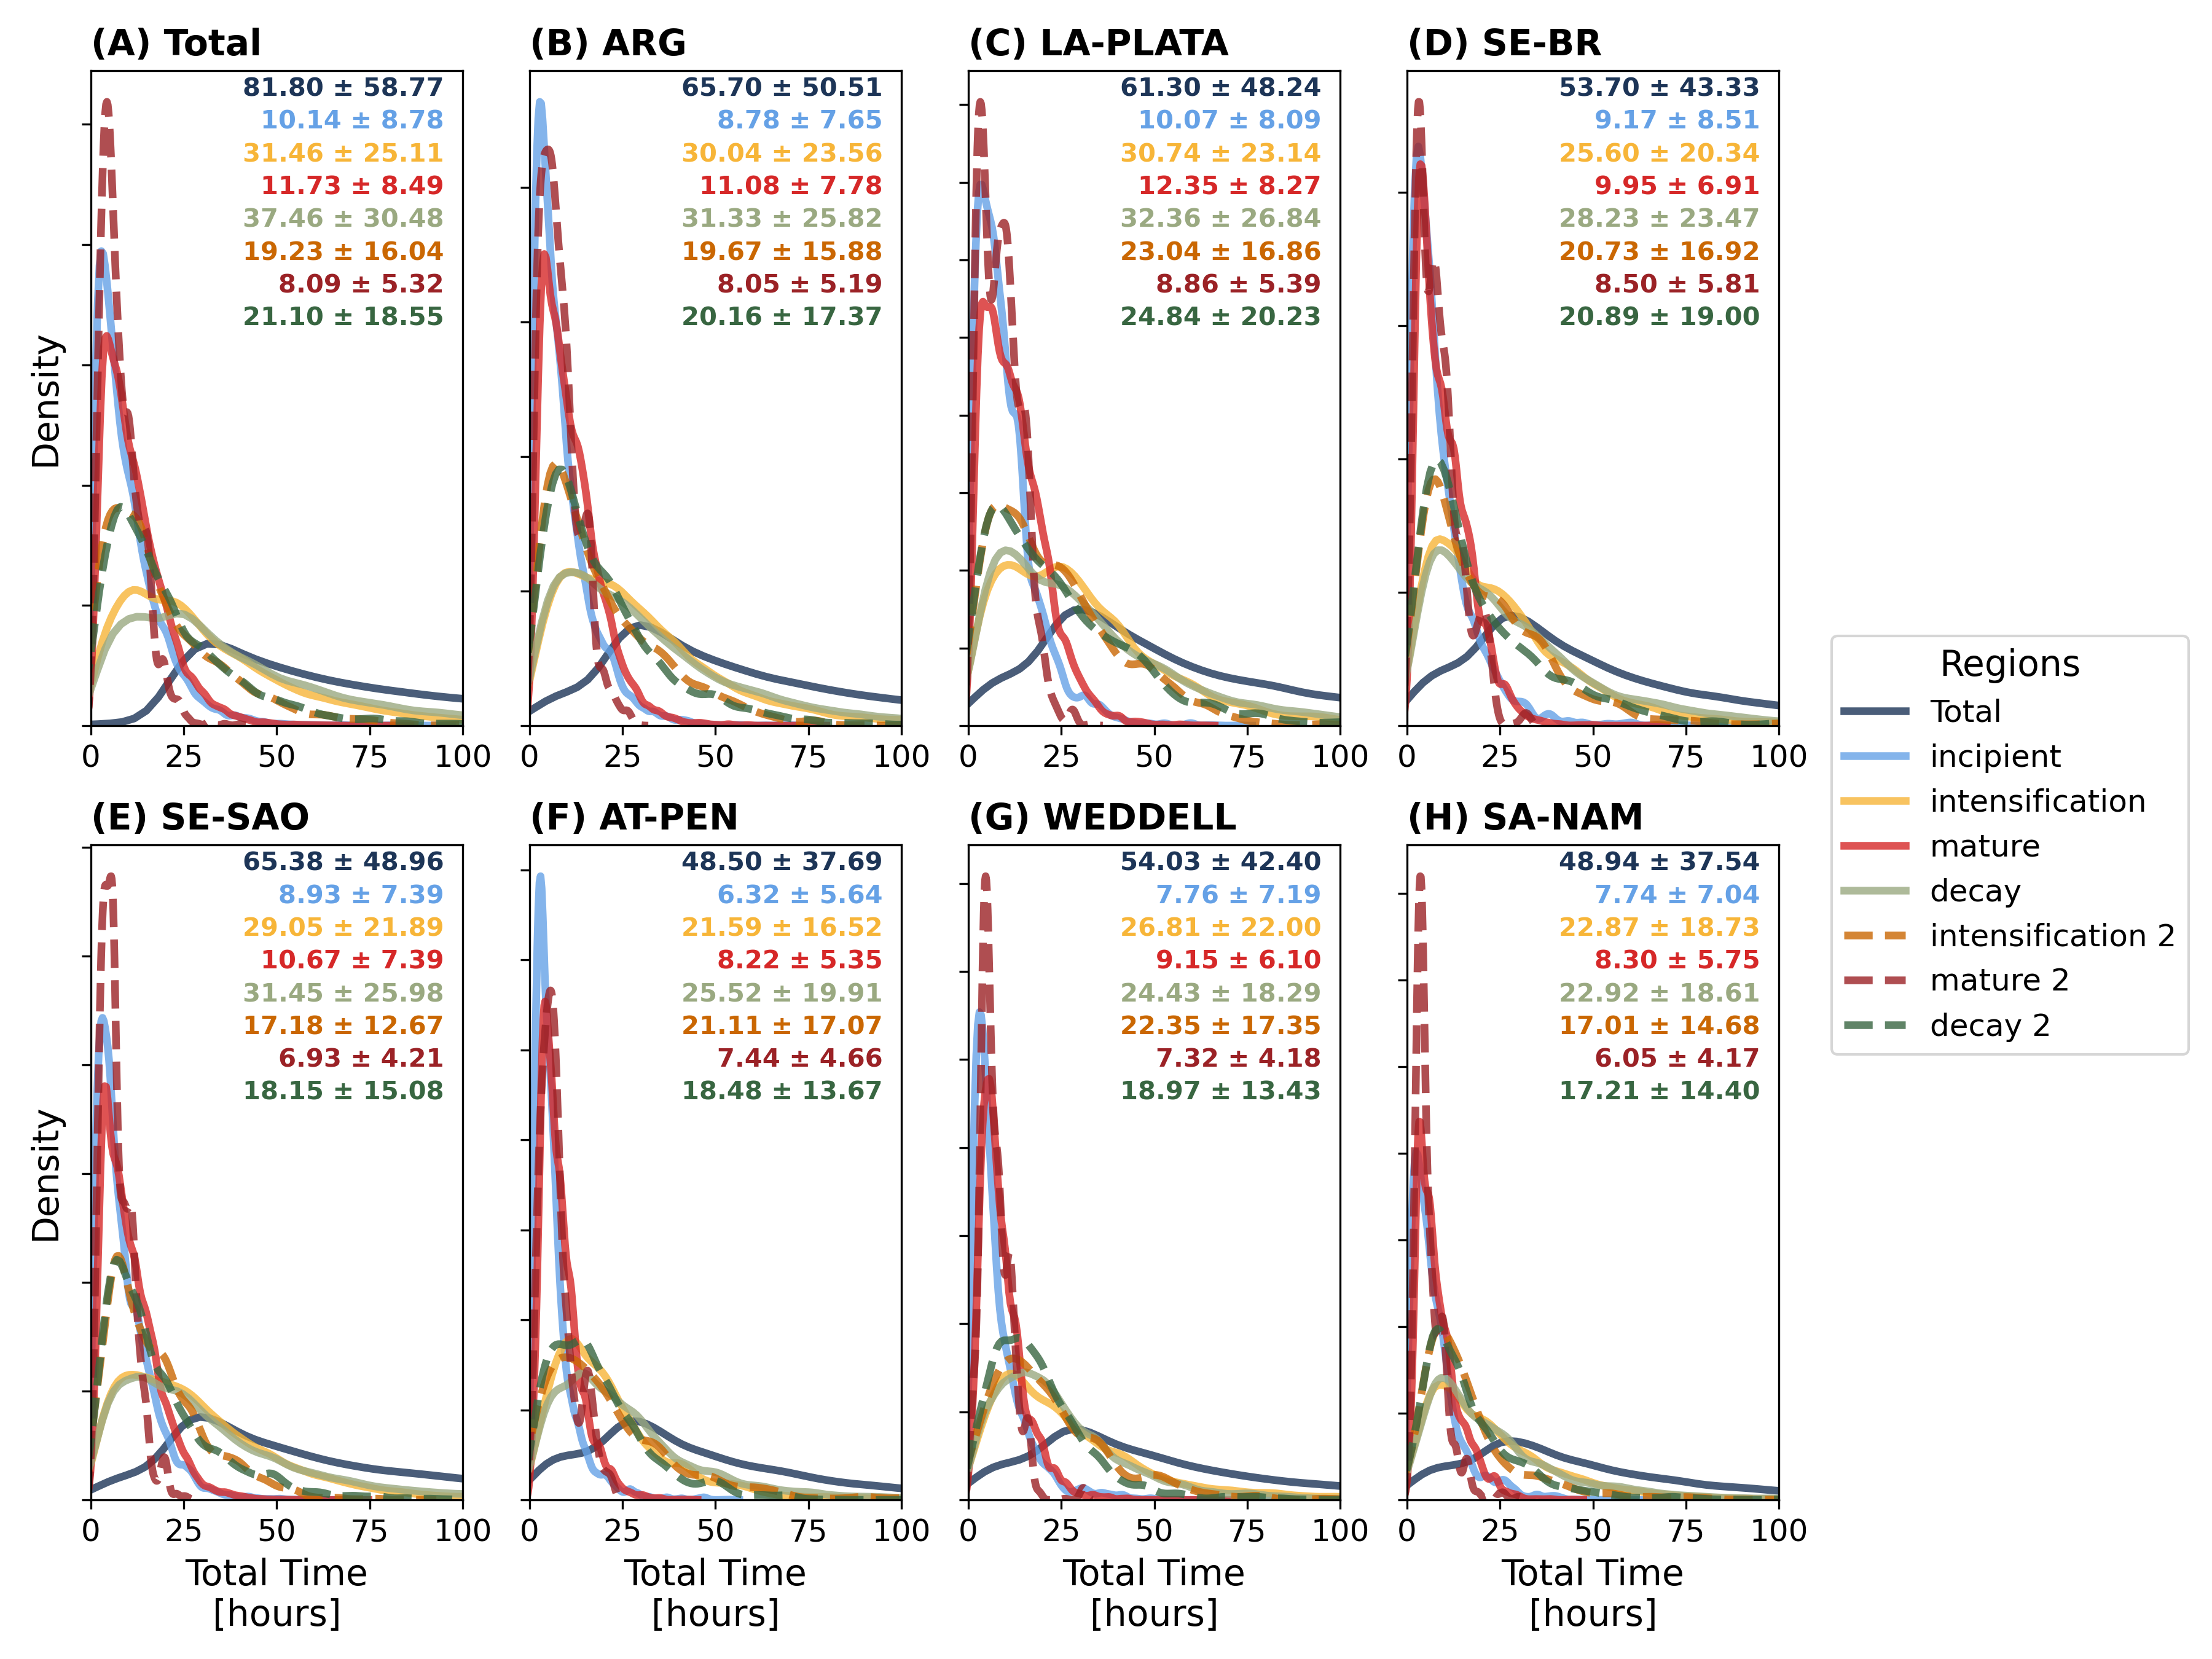 (A) Total
81.80 ± 58.77
10.14 ± 8.78
31.46 ± 25.11
11.73 ± 8.49
37.46 ± 30.48
19.23 ± 16.04
8.09 ± 5.32
21.10 ± 18.55
Density
0 25 50 75 100
(B) ARG
65.70 ± 50.51
8.78 ± 7.65
30.04 ± 23.56
11.08 ± 7.78
31.33 ± 25.82
19.67 ± 15.88
8.05 ± 5.19
20.16 ± 17.37
0 25 50 75 100
(C) LA-PLATA
61.30 ± 48.24
10.07 ± 8.09
30.74 ± 23.14
12.35 ± 8.27
32.36 ± 26.84
23.04 ± 16.86
8.86 ± 5.39
24.84 ± 20.23
0 25 50 75 100
(D) SE-BR
53.70 ± 43.33
9.17 ± 8.51
25.60 ± 20.34
9.95 ± 6.91
28.23 ± 23.47
20.73 ± 16.92
8.50 ± 5.81
20.89 ± 19.00
0 25 50 75 100
(E) SE-SAO
65.38 ± 48.96
8.93 ± 7.39
29.05 ± 21.89
10.67 ± 7.39
31.45 ± 25.98
17.18 ± 12.67
6.93 ± 4.21
18.15 ± 15.08
Density
0 25 50 75 100
Total Time
[hours]
(F) AT-PEN
48.50 ± 37.69
6.32 ± 5.64
21.59 ± 16.52
8.22 ± 5.35
25.52 ± 19.91
21.11 ± 17.07
7.44 ± 4.66
18.48 ± 13.67
0 25 50 75 100
Total Time
[hours]
(G) WEDDELL
54.03 ± 42.40
7.76 ± 7.19
26.81 ± 22.00
9.15 ± 6.10
24.43 ± 18.29
22.35 ± 17.35
7.32 ± 4.18
18.97 ± 13.43
0 25 50 75 100
Total Time
[hours]
(H) SA-NAM
48.94 ± 37.54
7.74 ± 7.04
22.87 ± 18.73
8.30 ± 5.75
22.92 ± 18.61
17.01 ± 14.68
6.05 ± 4.17
17.21 ± 14.40
0 25 50 75 100
Total Time
[hours]
Regions
Total
incipient
intensification
mature
decay
intensification 2
mature 2
decay 2